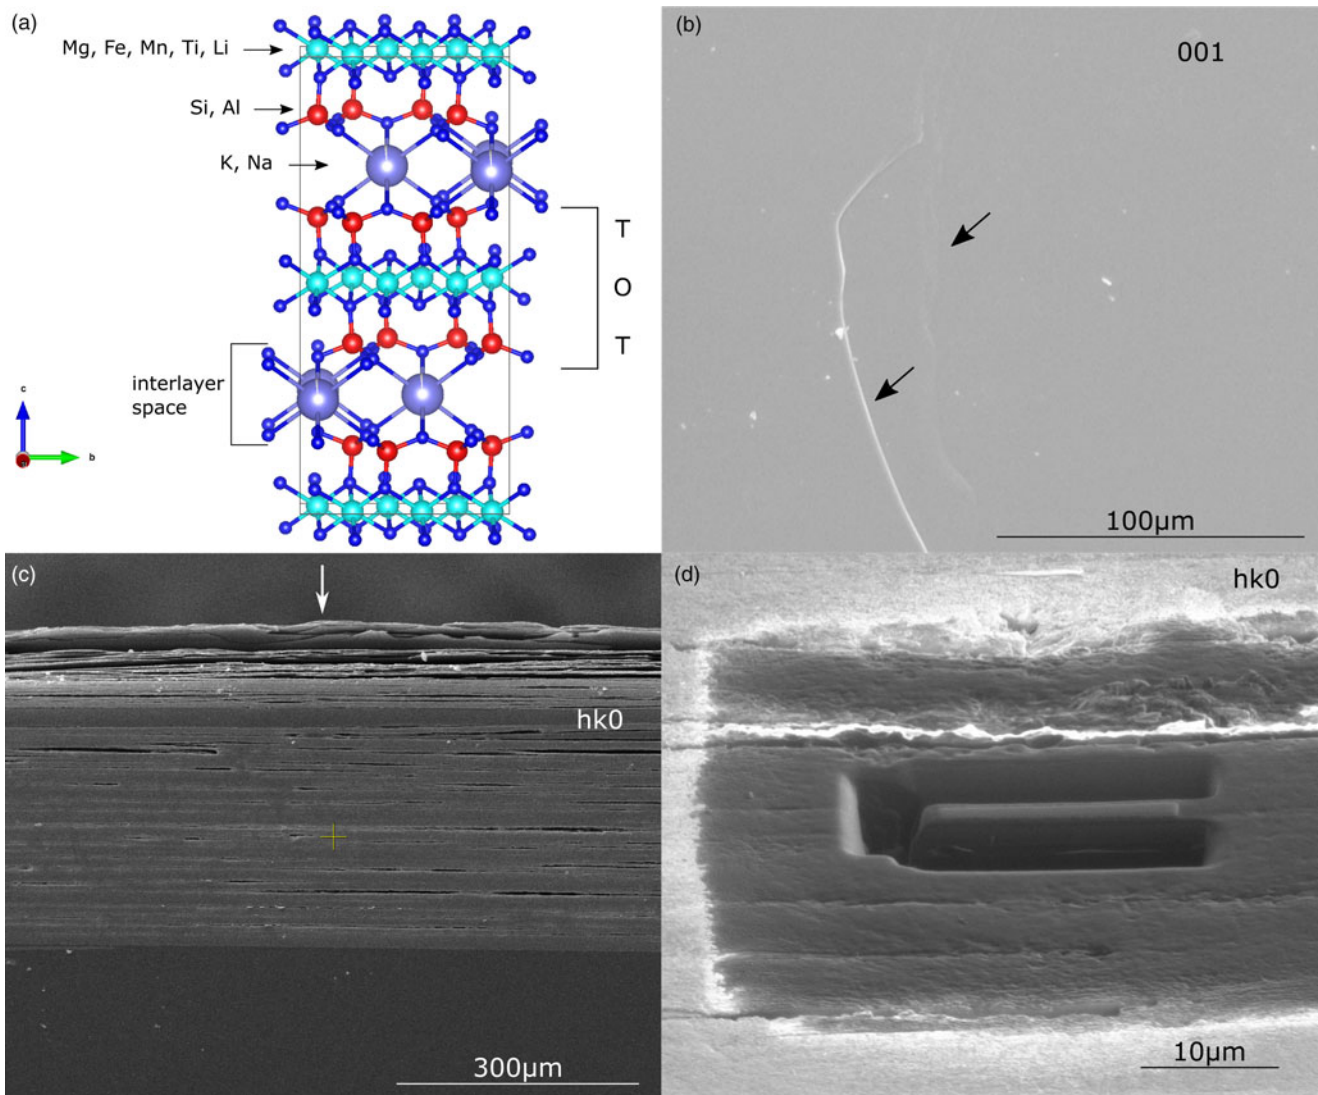 (a)
Mg, Fe, Mn, Ti, Li
Si, Al
K, Na
T
O
T
interlayer
space
c
b
(b)
001
100µm
(c)
hk0
300µm
(d)
hk0
10µm